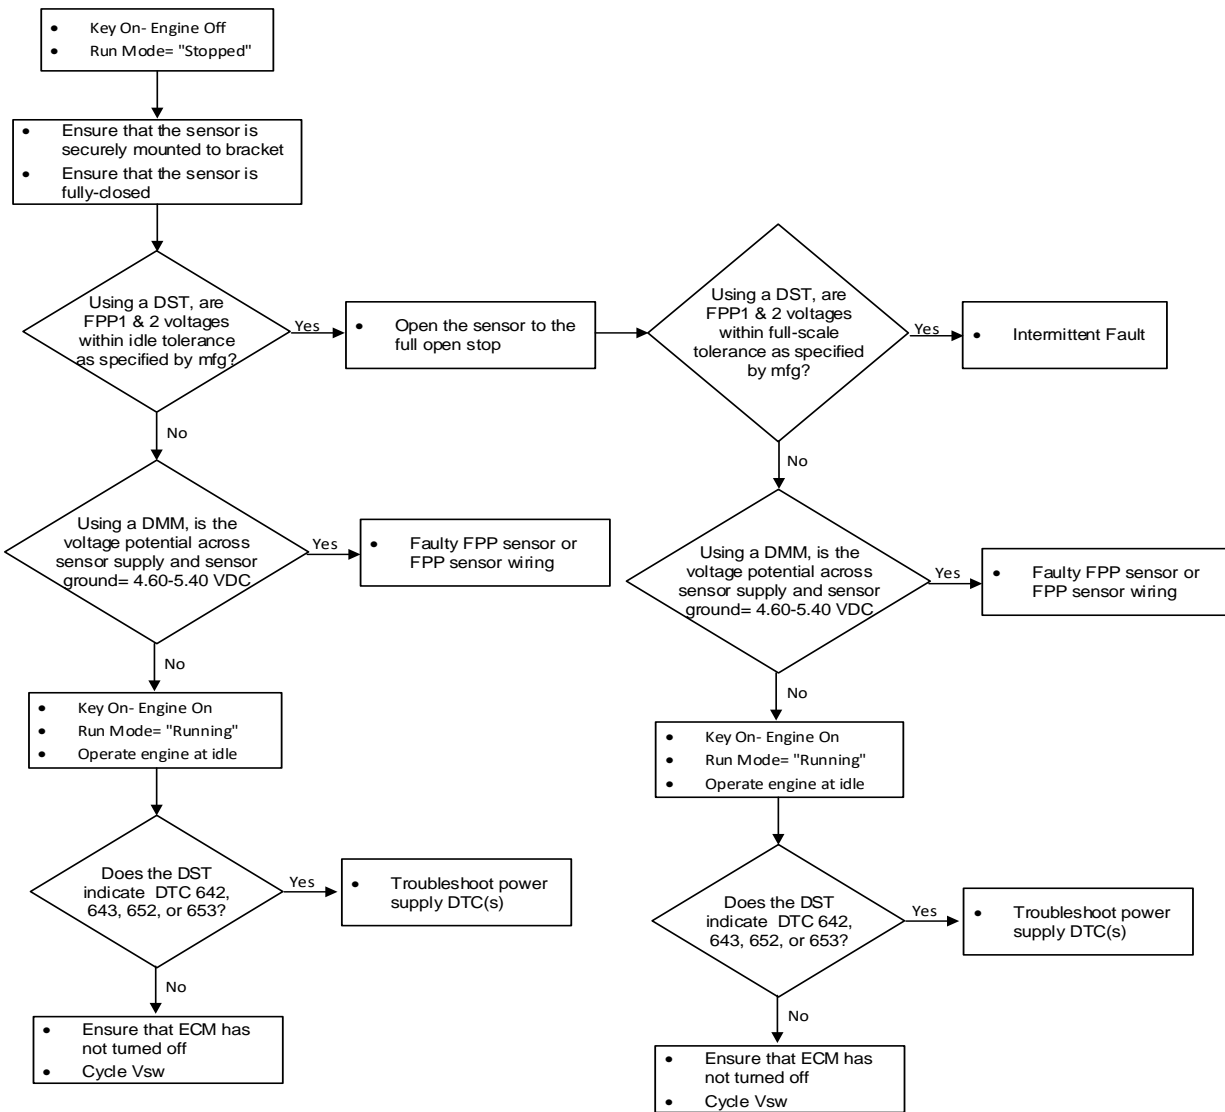 • Key On- Engine Off
• Run Mode= "Stopped"
• Ensure that the sensor is
securely mounted to bracket
• Ensure that the sensor is
fully-closed
Using a DST, are
FPP1 & 2 voltages
within idle tolerance
as specified by mfg?
Yes
• Open the sensor to the
full open stop
Using a DST, are
FPP1 & 2 voltages
within full-scale
tolerance as specified
by mfg?
Yes
• Intermittent Fault
No
No
Using a DMM, is the
voltage potential across
sensor supply and sensor
ground= 4.60-5.40 VDC
Yes
• Faulty FPP sensor or
FPP sensor wiring
Using a DMM, is the
voltage potential across
sensor supply and sensor
ground= 4.60-5.40 VDC
Yes
• Faulty FPP sensor or
FPP sensor wiring
No
No
• Key On- Engine On
• Run Mode= "Running"
• Operate engine at idle
• Key On- Engine On
• Run Mode= "Running"
• Operate engine at idle
Does the DST
indicate DTC 642,
643, 652, or 653?
Yes
• Troubleshoot power
supply DTC(s)
Does the DST
indicate DTC 642,
643, 652, or 653?
Yes
• Troubleshoot power
supply DTC(s)
No
No
• Ensure that ECM has
not turned off
• Cycle Vsw
• Ensure that ECM has
not turned off
• Cycle Vsw